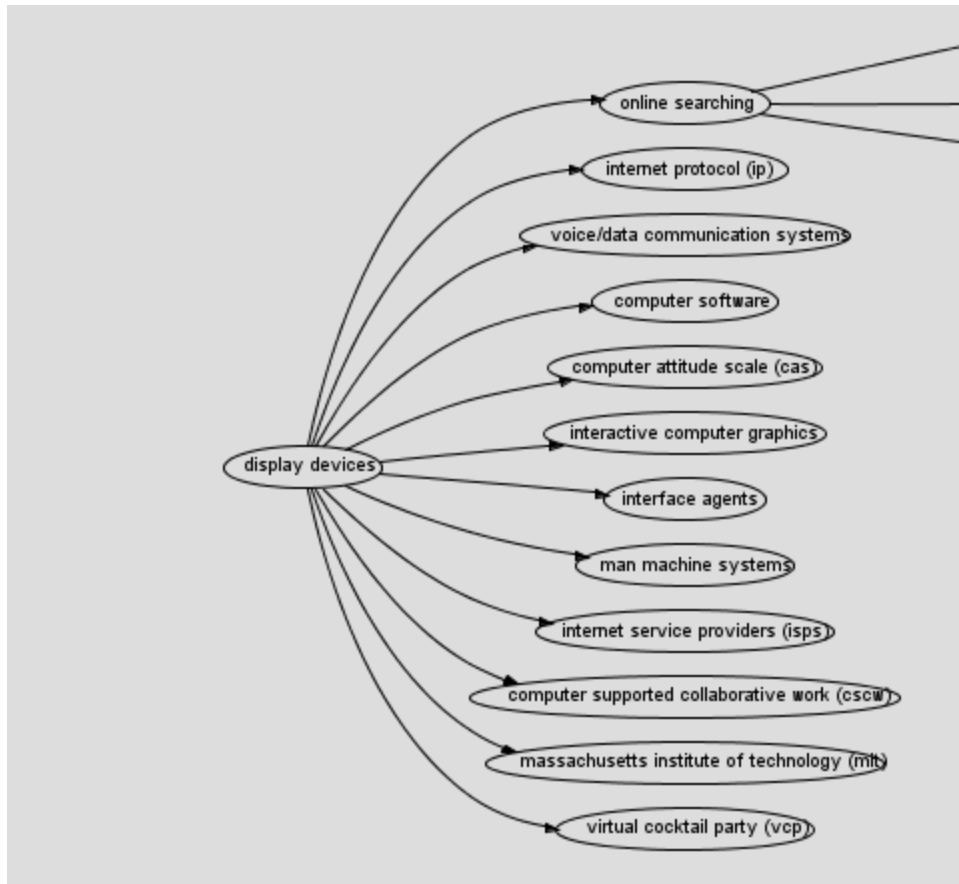 online searching
internet protocol (ip)
voice/data communication systems
computer software
computer attitude scale (cas)
interactive computer graphics
display devices
interface agents
man machine systems
internet service providers (isps)
computer supported collaborative work (cscw)
massachusetts institute of technology (mit)
virtual cocktail party (vcp)